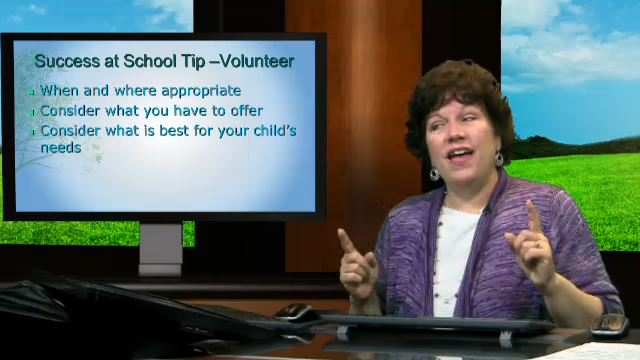 Success at School Tip –Volunteer
When and where appropriate
Consider what you have to offer
Consider what is best for your child's
needs